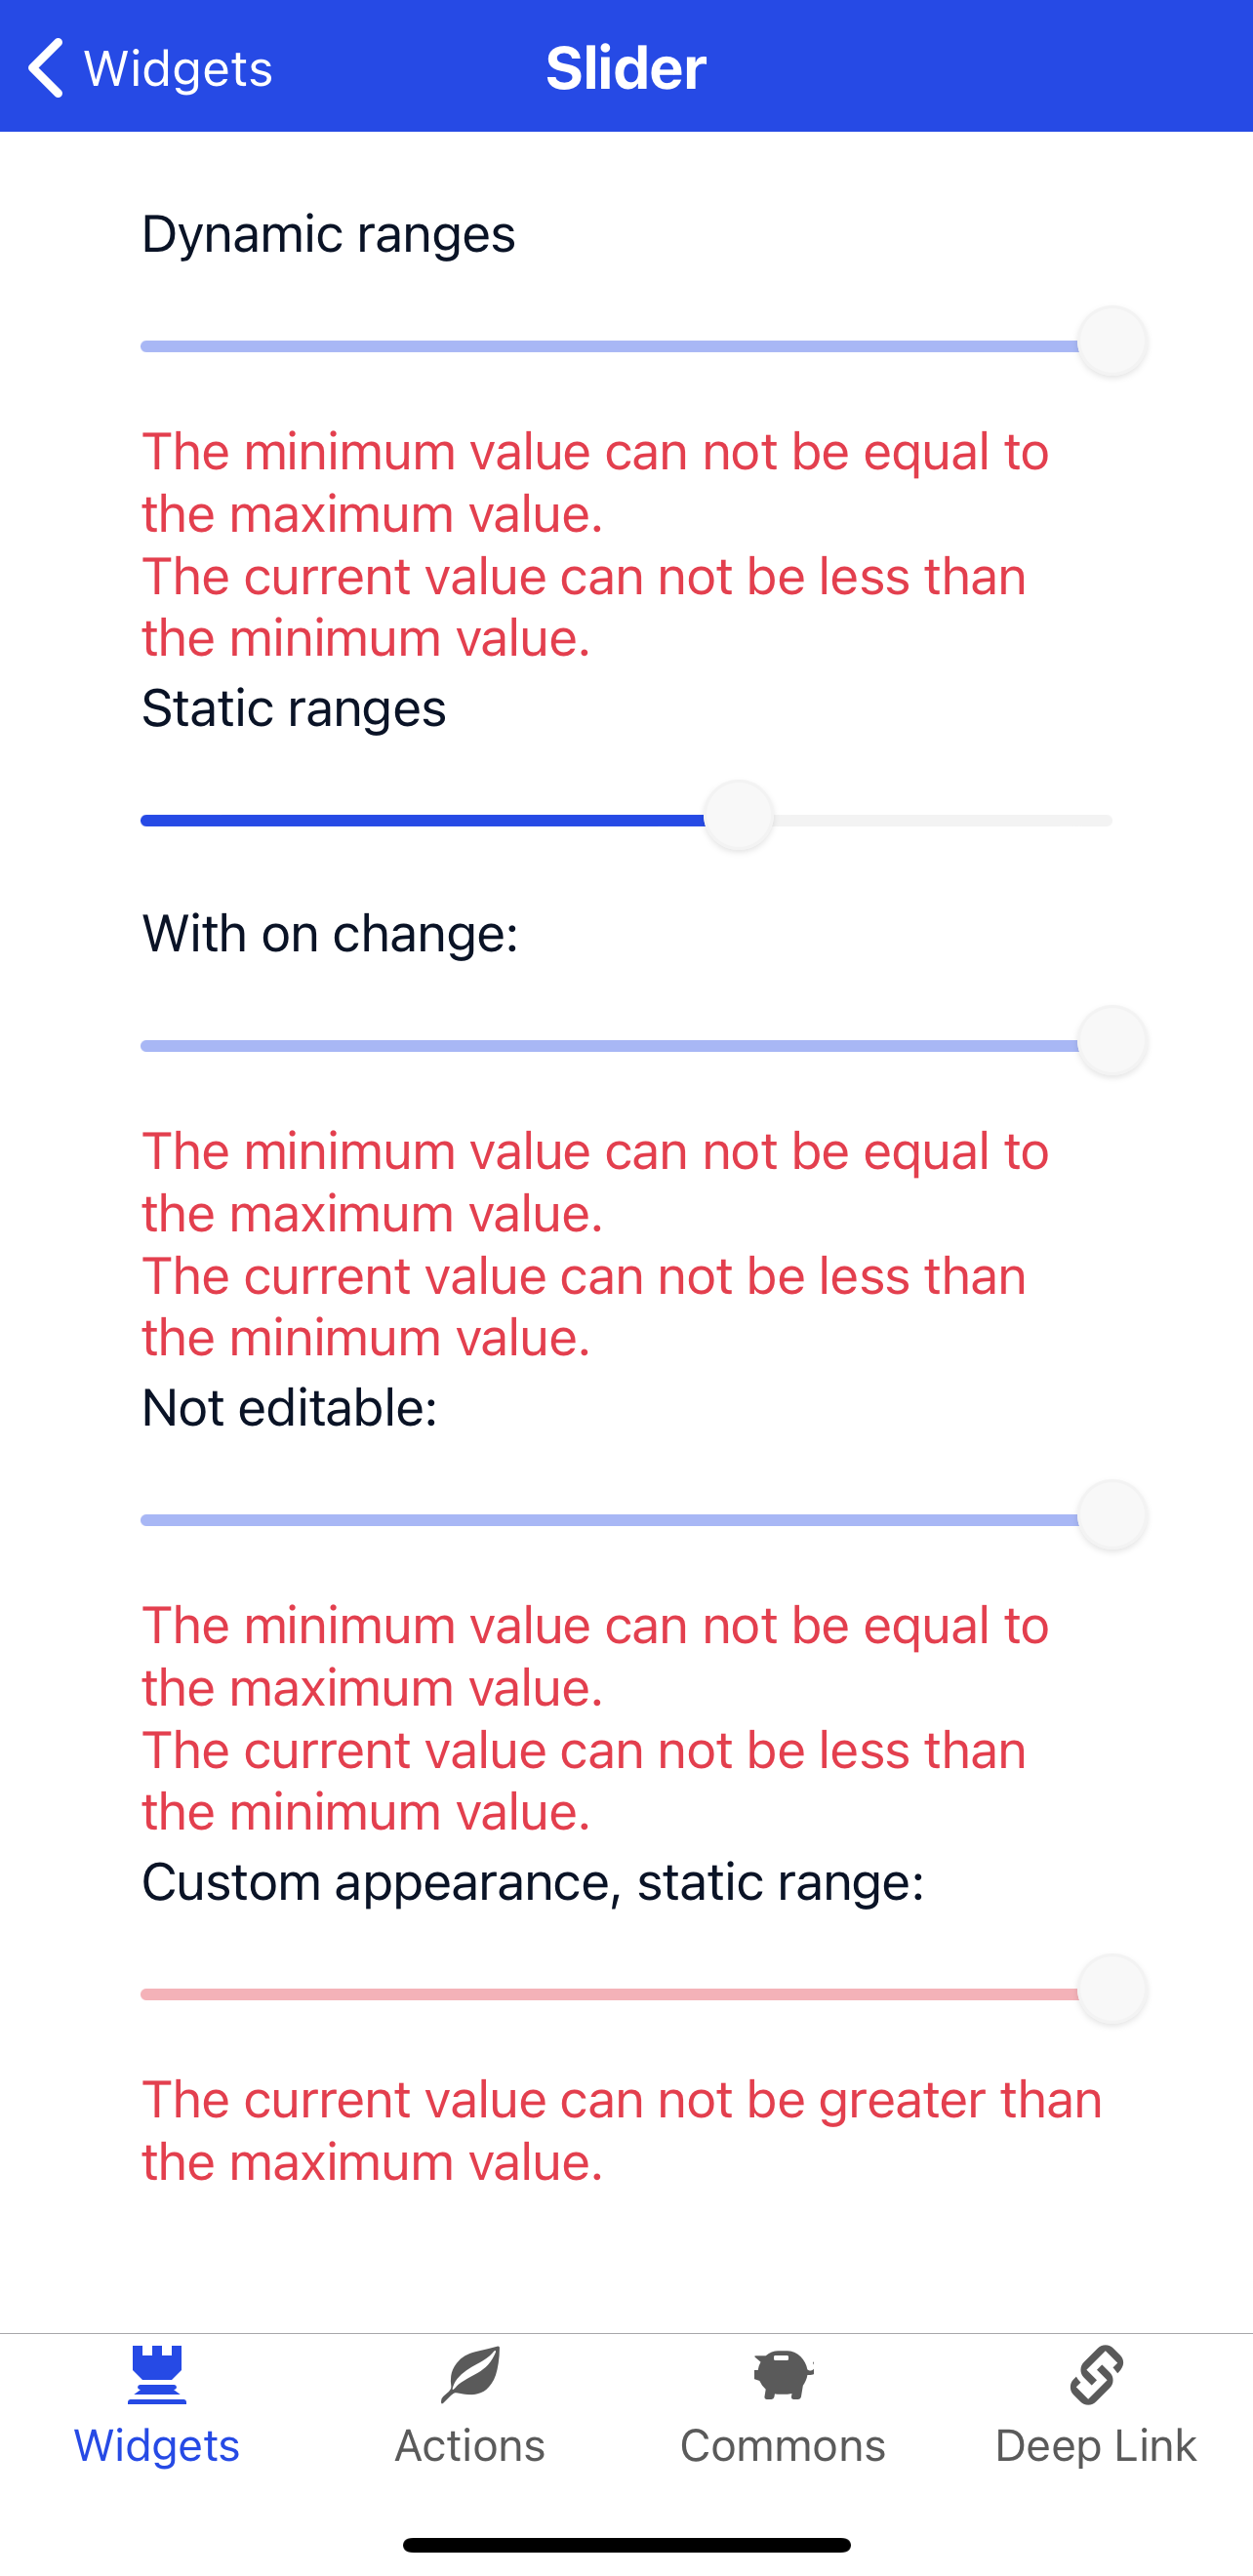 Widgets
Slider
Dynamic ranges
The minimum value can not be equal to
the maximum value.
The current value can not be less than
the minimum value.
Static ranges
With on change:
The minimum value can not be equal to
the maximum value.
The current value can not be less than
the minimum value.
Not editable:
The minimum value can not be equal to
the maximum value.
The current value can not be less than
the minimum value.
Custom appearance, static range:
The current value can not be greater than
the maximum value.
Widgets
Actions
Commons
Deep Link